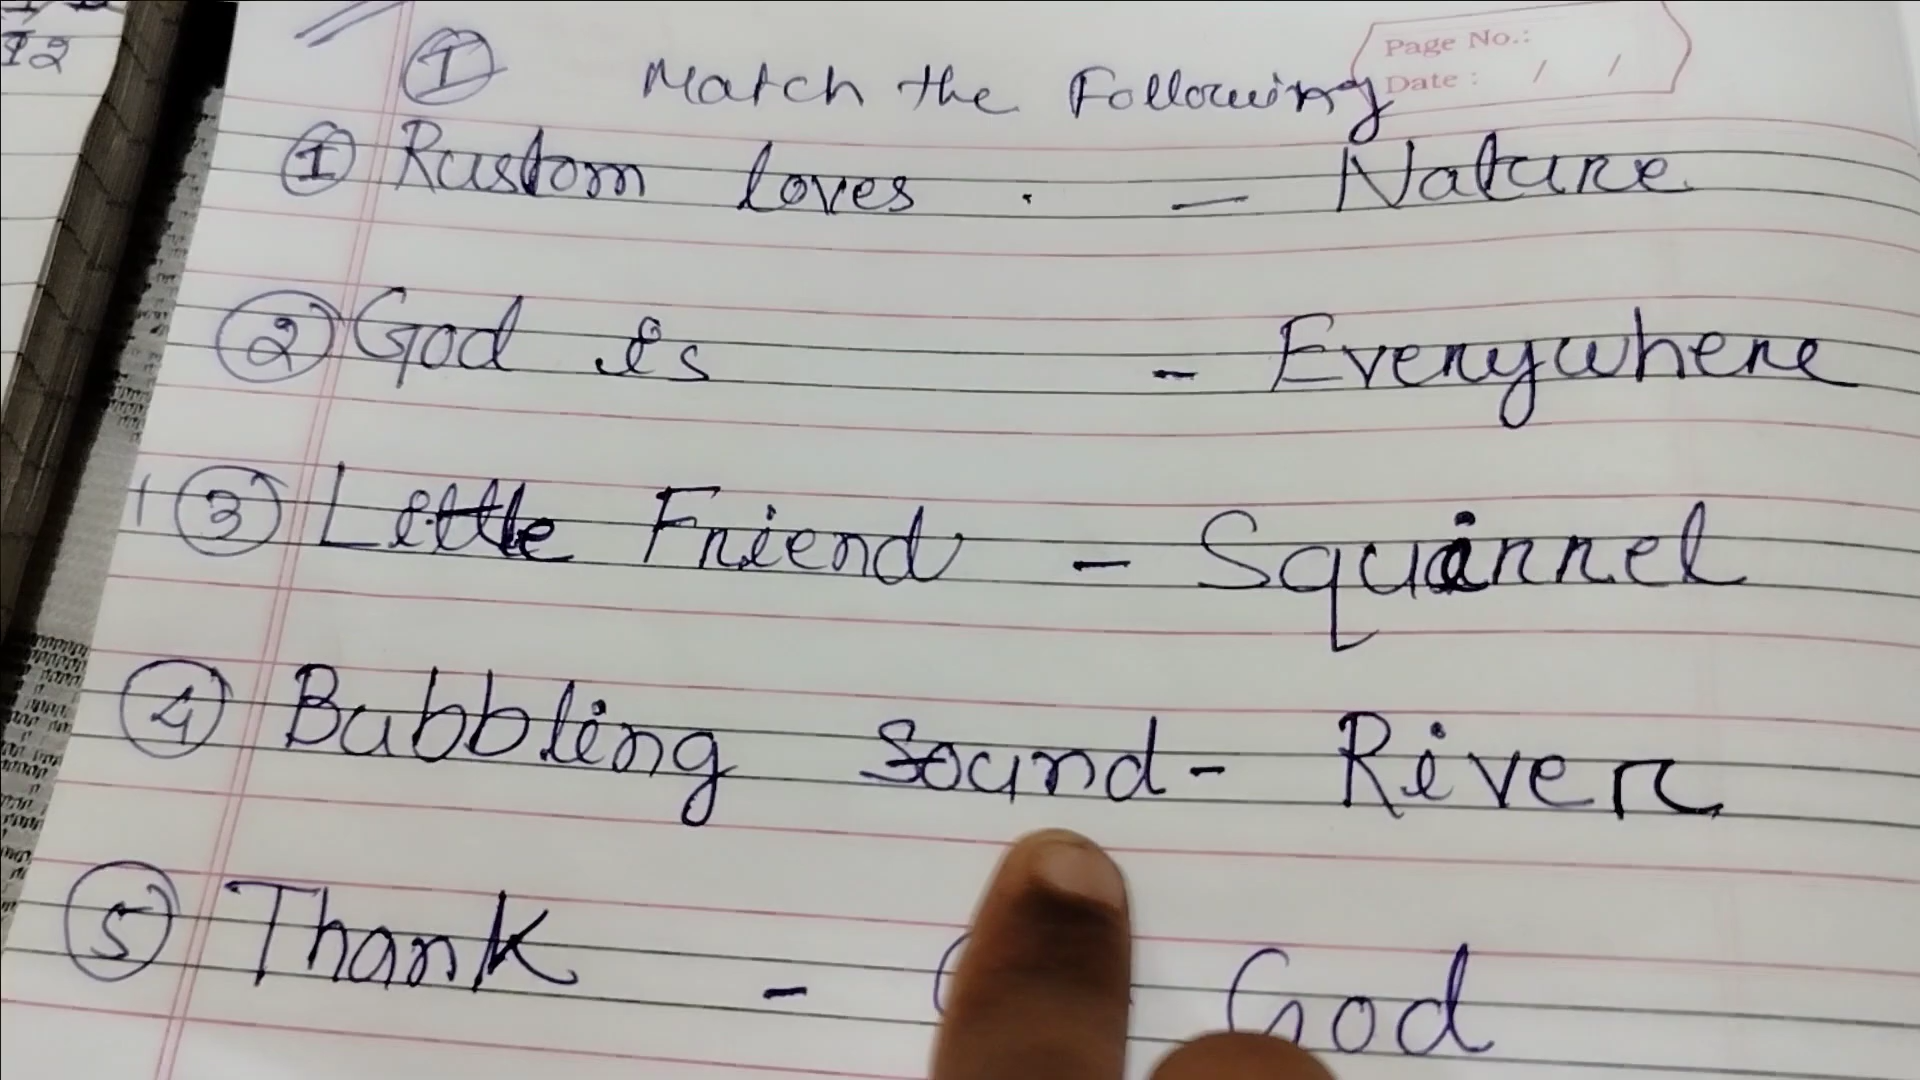 12
Page No.:
Date : / /
I Match the Following
1 Rustom loves . - Nature
2 God is - Everywhere
3 Little Friend - Squirrel
4 Bubbling Sound - River
5 Thank - God